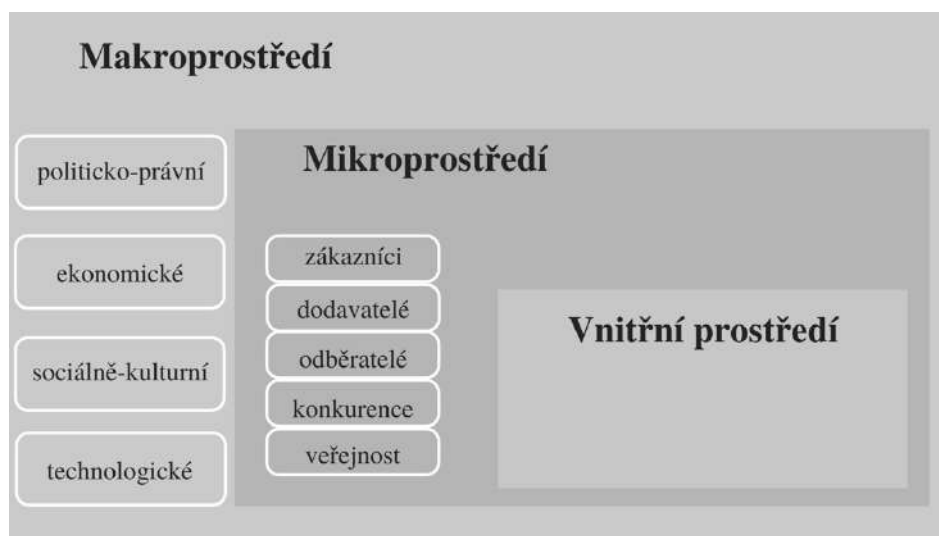 Makroprostředí
politicko-právní
ekonomické
sociálně-kulturní
technologické
Mikroprostředí
zákazníci
dodavatelé
odběratelé
konkurence
veřejnost
Vnitřní prostředí